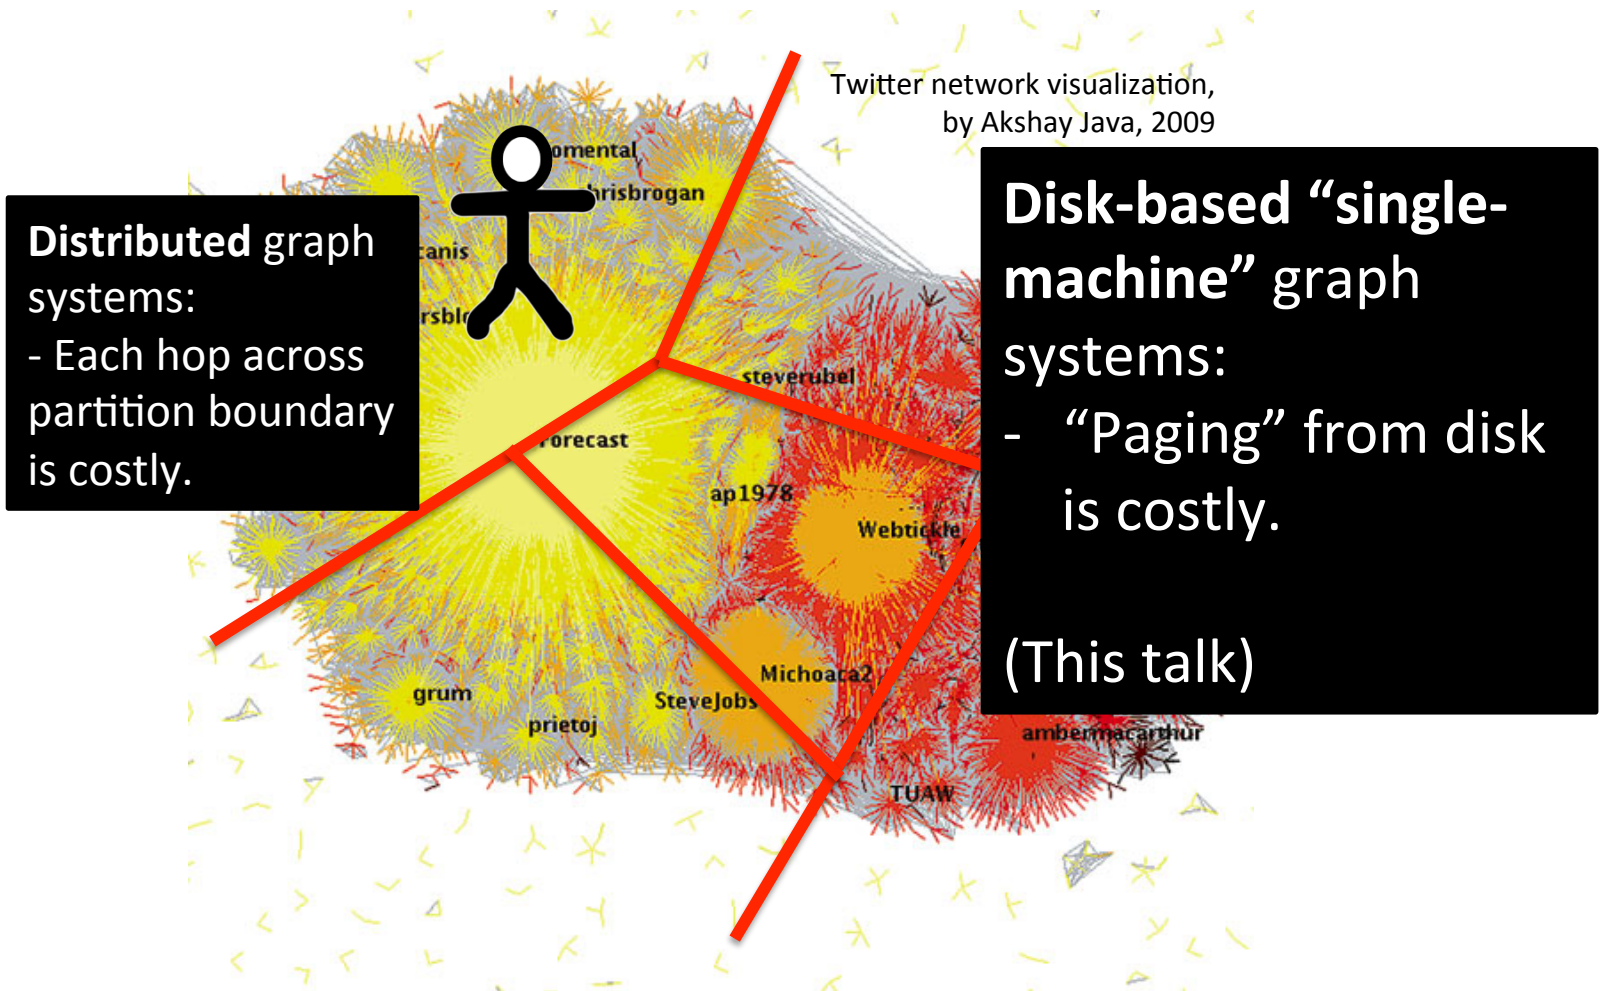 Twitter network visualization,
by Akshay Java, 2009
Distributed graph
systems:
- Each hop across
partition boundary
is costly.
Disk-based “single-
machine” graph
systems:
- “Paging” from disk
is costly.
(This talk)
steverubel
ap1978
Webtickle
Michoaca2
SteveJobs
grum
prietoj
ambermacarthur
TUAW